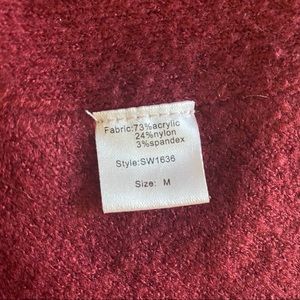 Fabric:73%acrylic
24%nylon
3%spandex
Style:SW1636
Size: M